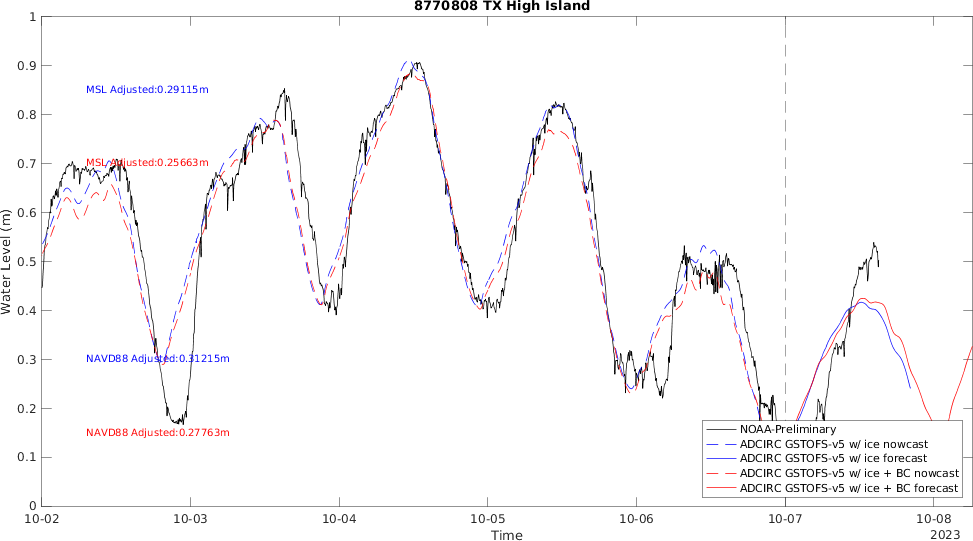 8770808 TX High Island
1
0.9
MSL Adjusted:0.29115m
0.8
0.7
MSL Adjusted:0.25663m
0.6
0.5
0.4
0.3
NAVD88 Adjusted:0.31215m
0.2
NAVD88 Adjusted:0.27763m
0.1
0
Water Level (m)
NOAA-Preliminary
ADCIRC GSTOFS-v5 w/ ice nowcast
ADCIRC GSTOFS-v5 w/ ice forecast
ADCIRC GSTOFS-v5 w/ ice + BC nowcast
ADCIRC GSTOFS-v5 w/ ice + BC forecast
10-02 10-03 10-04 10-05 10-06 10-07 10-08
Time
2023